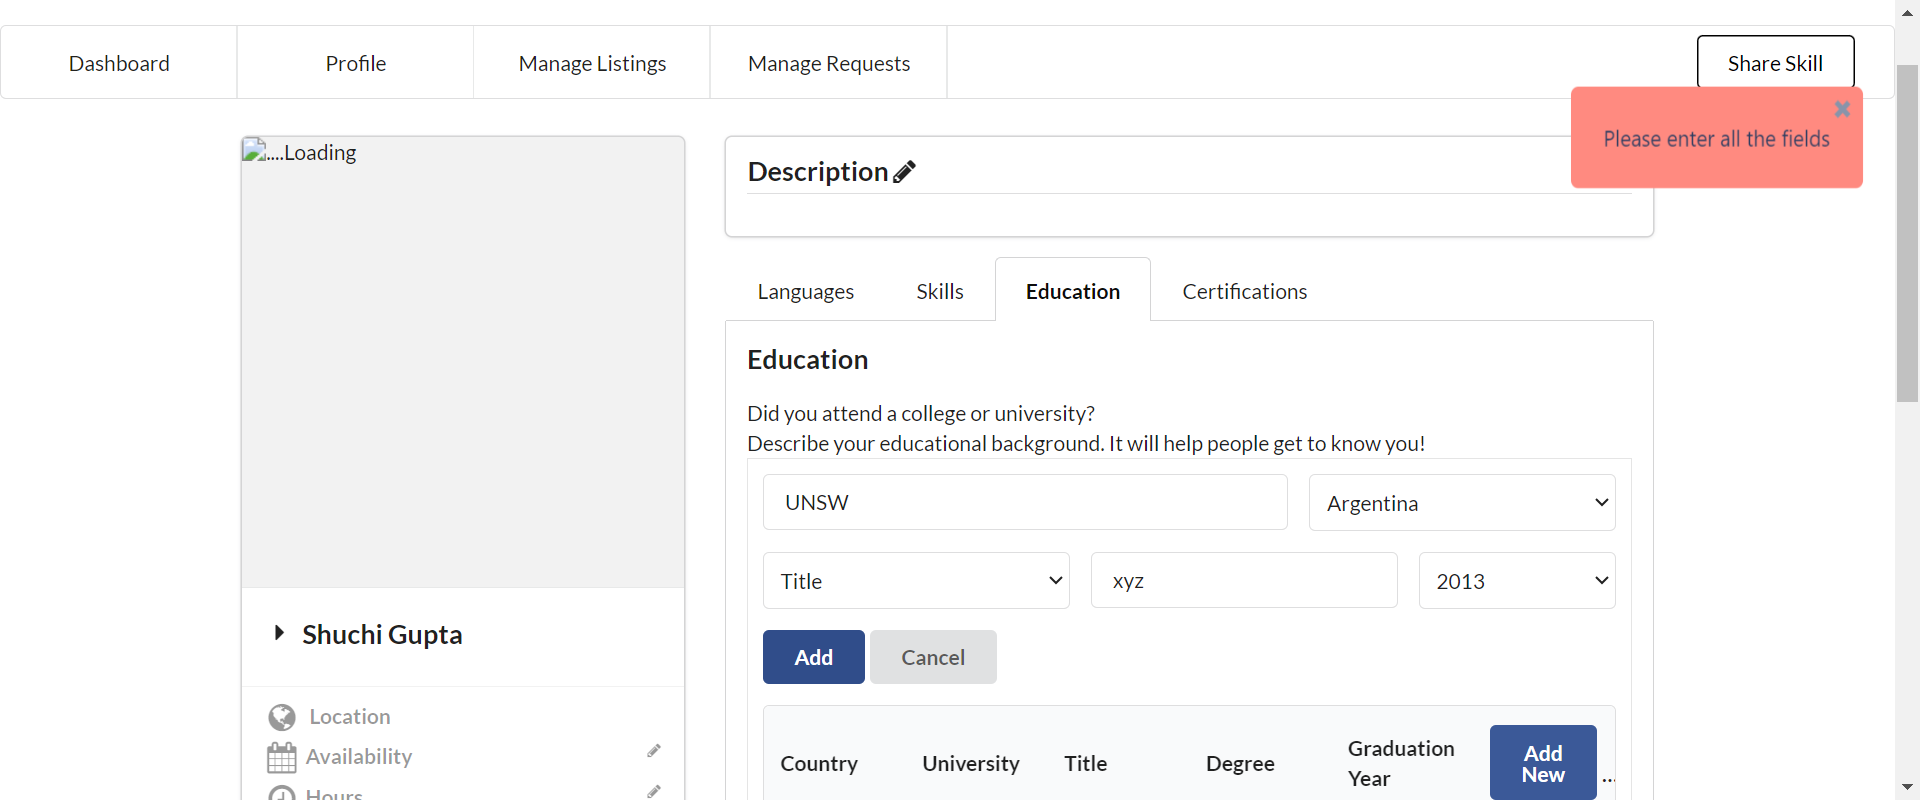 Dashboard
Profile
Manage Listings
Manage Requests
Share Skill
Please enter all the fields
....Loading
Description
Languages
Skills
Education
Certifications
Education
Did you attend a college or university?
Describe your educational background. It will help people get to know you!
UNSW
Argentina
Title
xyz
2013
Add
Cancel
Country
University
Title
Degree
Graduation
Year
Add
New
...
Shuchi Gupta
Location
Availability
Hours